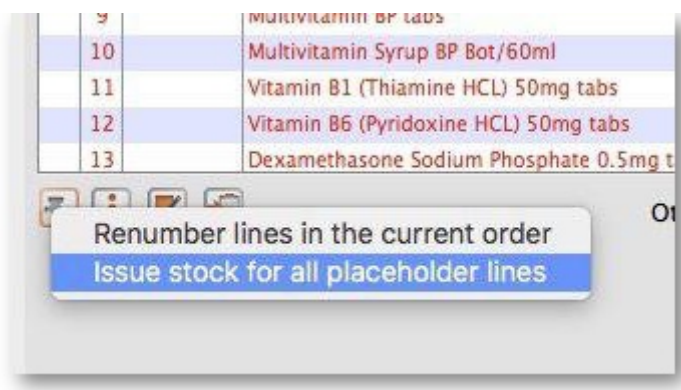 9 Multivitamin BP tabs
10 Multivitamin Syrup BP Bot/60ml
11 Vitamin B1 (Thiamine HCL) 50mg tabs
12 Vitamin B6 (Pyridoxine HCL) 50mg tabs
13 Dexamethasone Sodium Phosphate 0.5mg
Renumber lines in the current order
Issue stock for all placeholder lines